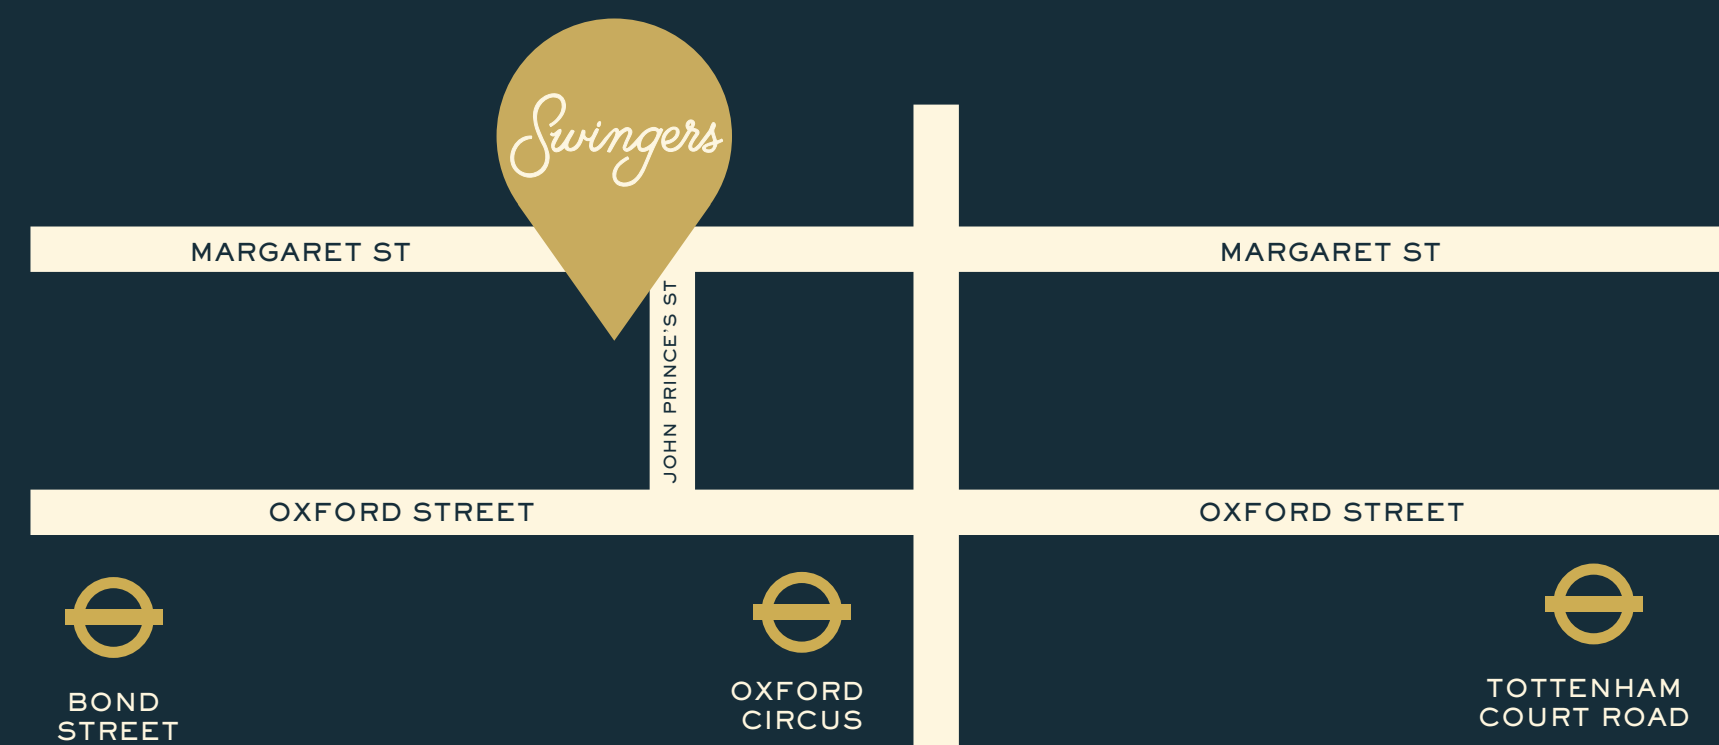 Swingers
MARGARET ST
MARGARET ST
JOHN PRINCE'S ST
OXFORD STREET
OXFORD STREET
BOND
STREET
OXFORD
CIRCUS
TOTTENHAM
COURT ROAD